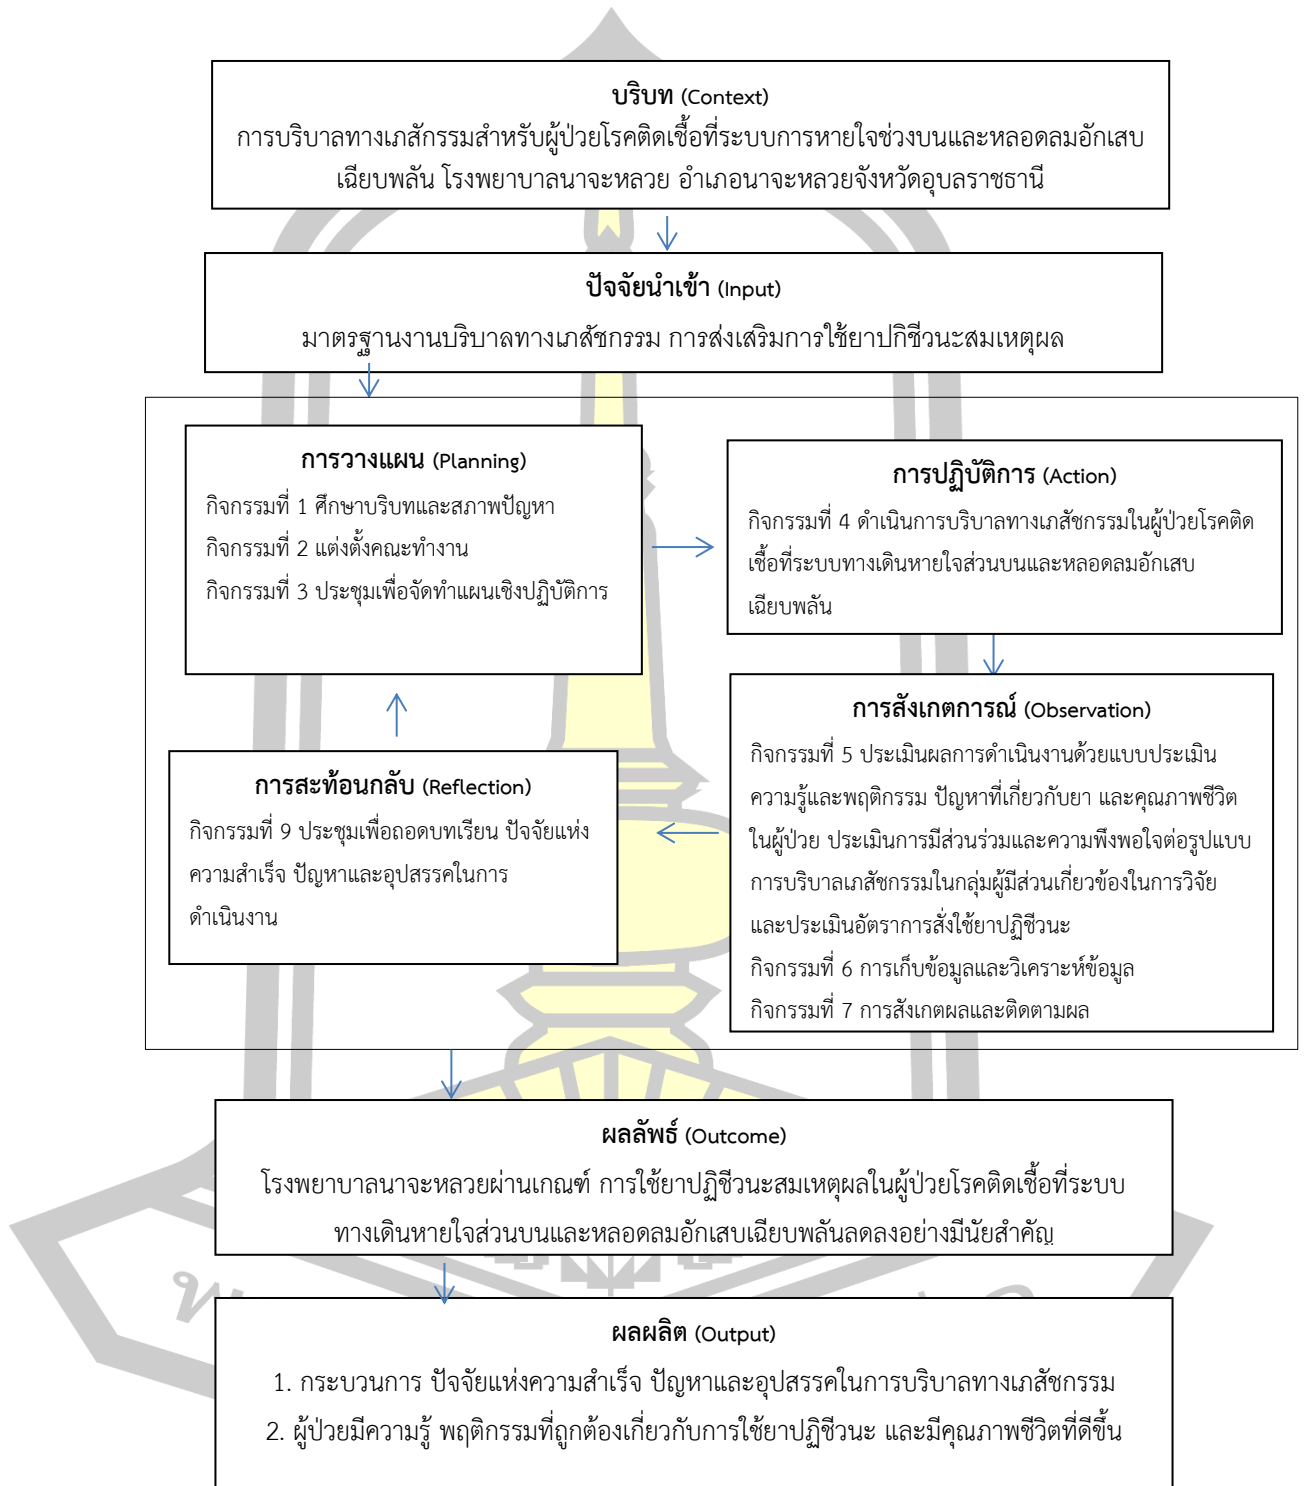 บริบท (Context)
การบริบาลทางเภสักรรมสำหรับผู้ป่วยโรคติดเชื้อที่ระบบการหายใจช่วงบนและหลอดลมอักเสบ
เฉียบพลัน โรงพยาบาลนาจะหลวย อำเภอนาจะหลวยจังหวัดอุบลราชธานี
ปัจจัยนำเข้า (Input)
มาตรฐานงานบริบาลทางเภสัชกรรม การส่งเสริมการใช้ยาปกิชีวนะสมเหตุผล
การวางแผน (Planning)
กิจกรรมที่ 1 ศึกษาบริบทและสภาพปัญหา
กิจกรรมที่ 2 แต่งตั้งคณะทำงาน
กิจกรรมที่ 3 ประชุมเพื่อจัดทำแผนเชิงปฏิบัติการ
การปฏิบัติการ (Action)
กิจกรรมที่ 4 ดำเนินการบริบาลทางเภสัชกรรมในผู้ป่วยโรคติด
เชื้อที่ระบบทางเดินหายใจส่วนบนและหลอดลมอักเสบ
เฉียบพลัน
การสังเกตการณ์ (Observation)
กิจกรรมที่ 5 ประเมินผลการดำเนินงานด้วยแบบประเมิน
ความรู้และพฤติกรรม ปัญหาที่เกี่ยวกับยา และคุณภาพชีวิต
ในผู้ป่วย ประเมินการมีส่วนร่วมและความพึงพอใจต่อรูปแบบ
การบริบาลเภสัชกรรมในกลุ่มผู้มีส่วนเกี่ยวข้องในการวิจัย
และประเมินอัตราการสั่งใช้ยาปฏิชีวนะ
กิจกรรมที่ 6 การเก็บข้อมูลและวิเคราะห์ข้อมูล
กิจกรรมที่ 7 การสังเกตผลและติดตามผล
การสะท้อนกลับ (Reflection)
กิจกรรมที่ 9 ประชุมเพื่อถอดบทเรียน ปัจจัยแห่ง
ความสำเร็จ ปัญหาและอุปสรรคในการ
ดำเนินงาน
ผลลัพธ์ (Outcome)
โรงพยาบาลนาจะหลวยผ่านเกณฑ์ การใช้ยาปฏิชีวนะสมเหตุผลในผู้ป่วยโรคติดเชื้อที่ระบบ
ทางเดินหายใจส่วนบนและหลอดลมอักเสบเฉียบพลันลดลงอย่างมีนัยสำคัญ
ผลผลิต (Output)
1. กระบวนการ ปัจจัยแห่งความสำเร็จ ปัญหาและอุปสรรคในการบริบาลทางเภสัชกรรม
2. ผู้ป่วยมีความรู้ พฤติกรรมที่ถูกต้องเกี่ยวกับการใช้ยาปฏิชีวนะ และมีคุณภาพชีวิตที่ดีขึ้น